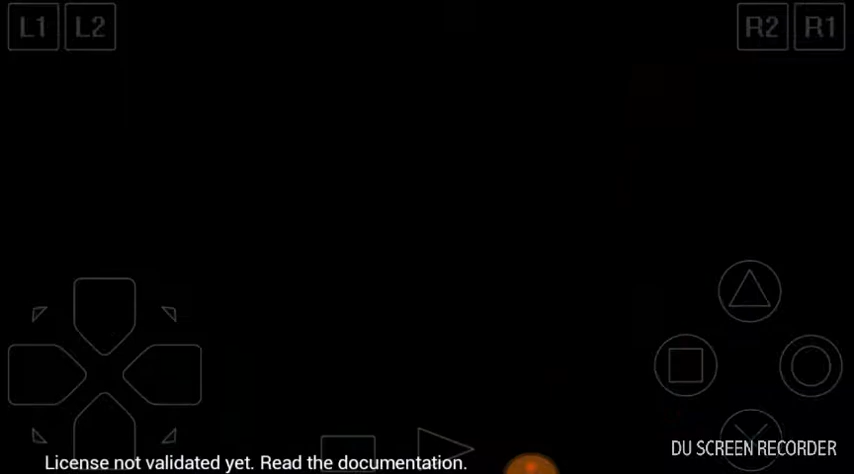 L1 L2 R2 R1
DU SCREEN RECORDER
License not validated yet. Read the documentation.